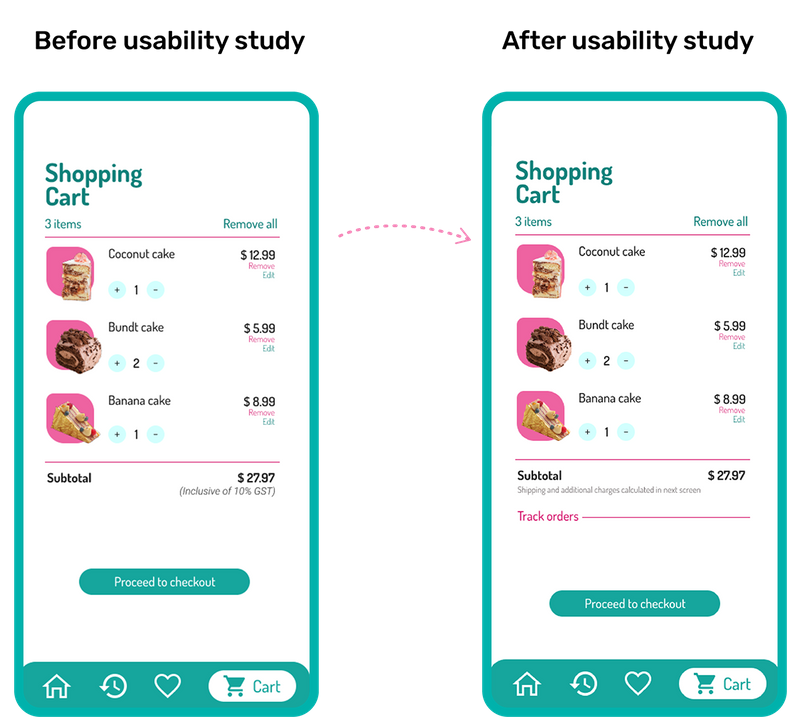 Before usability study
Shopping
Cart
3 items Remove all
Coconut cake $ 12.99
Remove
Edit
+ 1 -
Bundt cake $ 5.99
Remove
Edit
+ 2 -
Banana cake $ 8.99
Remove
Edit
+ 1 -
Subtotal $ 27.97
(Inclusive of 10% GST)
Proceed to checkout
Cart
After usability study
Shopping
Cart
3 items Remove all
Coconut cake $ 12.99
Remove
Edit
+ 1 -
Bundt cake $ 5.99
Remove
Edit
+ 2 -
Banana cake $ 8.99
Remove
Edit
+ 1 -
Subtotal $ 27.97
Shipping and additional charges calculated in next screen
Track orders
Proceed to checkout
Cart